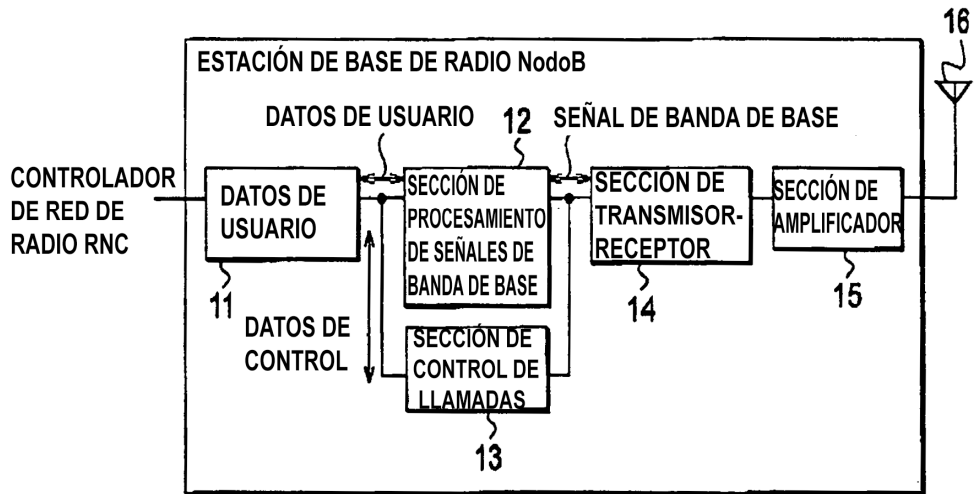 16
ESTACIÓN DE BASE DE RADIO NodoB
DATOS DE USUARIO
12
SEÑAL DE BANDA DE BASE
CONTROLADOR
DE RED DE
RADIO RNC
DATOS DE
USUARIO
11
SECCIÓN DE
PROCESAMIENTO
DE SEÑALES DE
BANDA DE BASE
SECCIÓN DE
TRANSMISOR-
RECEPTOR
14
SECCIÓN DE
AMPLIFICADOR
15
DATOS DE
CONTROL
SECCIÓN DE
CONTROL DE
LLAMADAS
13